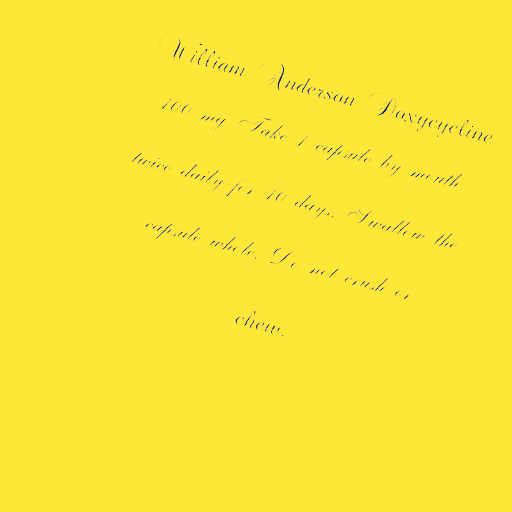 William Anderson Doxycycline
100 mg Take 1 capsule by mouth
twice daily for 10 days. Swallow the
capsule whole. Do not crush or
chew.